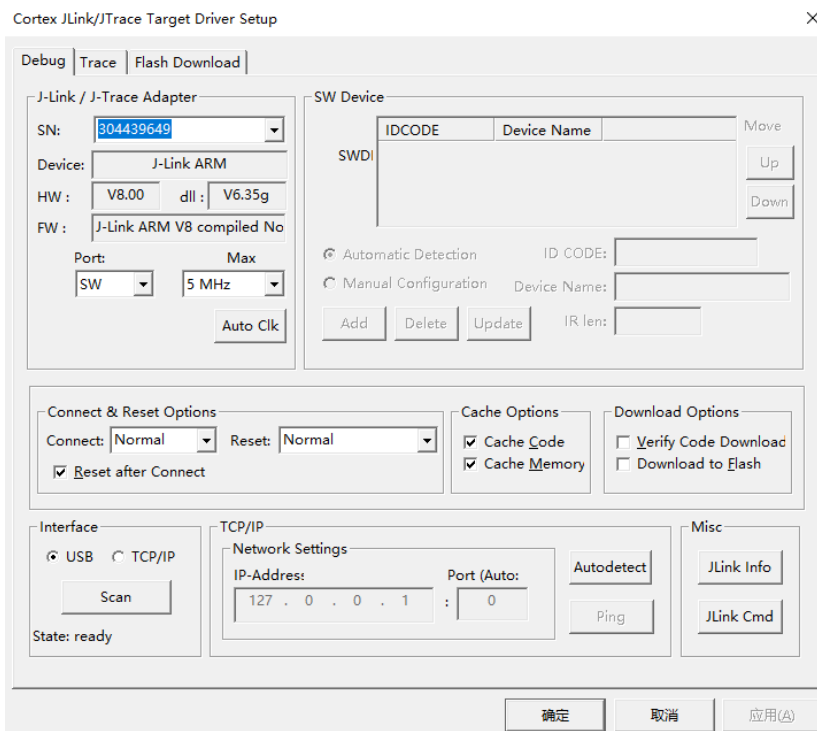 Cortex JLink/JTrace Target Driver Setup
Debug Trace Flash Download
J-Link / J-Trace Adapter
SN: 304439649
Device: J-Link ARM
HW : V8.00 dll : V6.35g
FW : J-Link ARM V8 compiled No
Port: Max
SW 5 MHz
Auto Clk
SW Device
IDCODE Device Name
SWDI
Move
Up
Down
Automatic Detection ID CODE:
Manual Configuration Device Name:
Add Delete Update IR len:
Connect & Reset Options
Connect: Normal Reset: Normal
Reset after Connect
Cache Options
Cache Code
Cache Memory
Download Options
Verify Code Download
Download to Flash
Interface
USB TCP/IP
Scan
State: ready
TCP/IP
Network Settings
IP-Address Port (Auto:
127 . 0 . 0 . 1 : 0
Autodetect
Ping
Misc
JLink Info
JLink Cmd
确定 取消 应用(A)